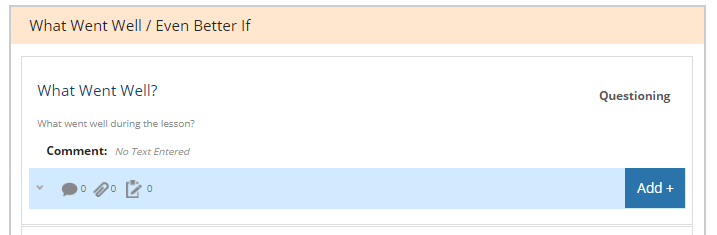 What Went Well / Even Better If
What Went Well?
Questioning
What went well during the lesson?
Comment: No Text Entered
0 0 0 Add +